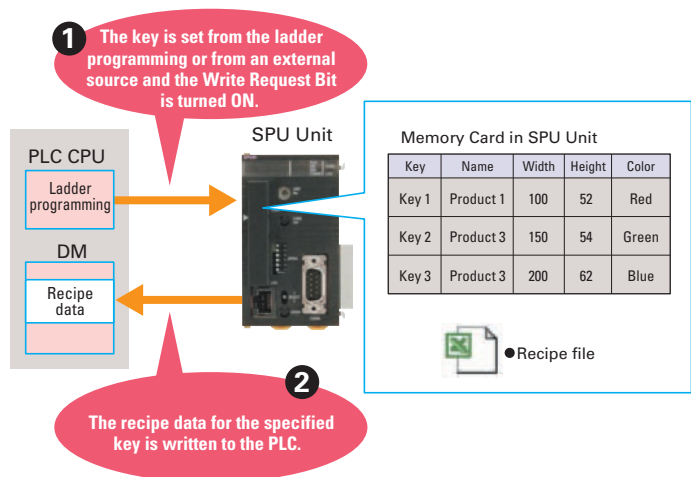 1
The key is set from the ladder
programming or from an external
source and the Write Request Bit
is turned ON.
SPU Unit
PLC CPU
Ladder
programming
DM
Recipe
data
Memory Card in SPU Unit
Key Name Width Height Color
Key 1 Product 1 100 52 Red
Key 2 Product 3 150 54 Green
Key 3 Product 3 200 62 Blue
●Recipe file
2
The recipe data for the specified
key is written to the PLC.